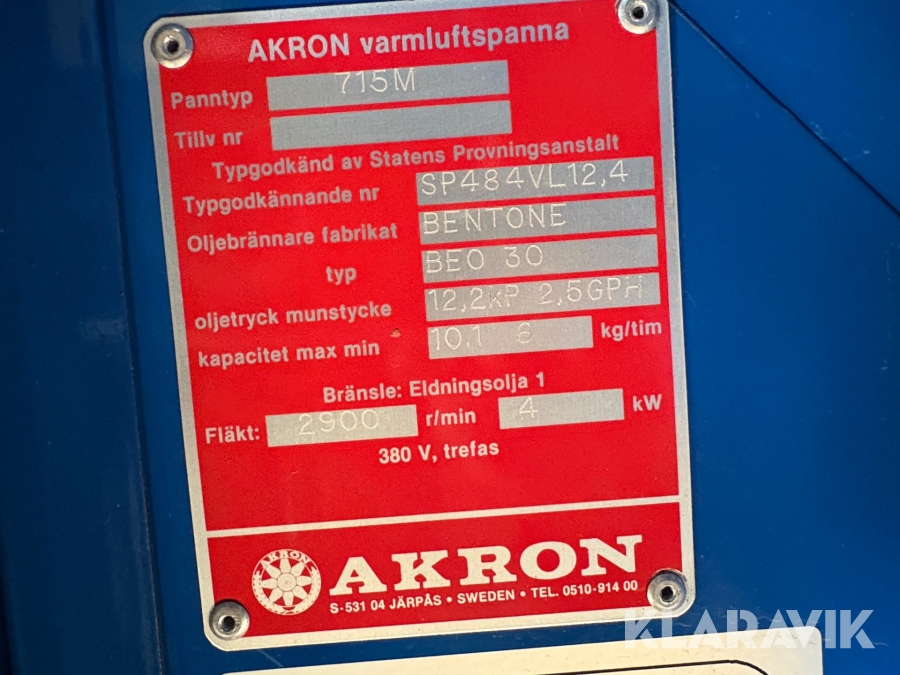 AKRON varmluftspanna
Panntyp 715M
Tillv nr
Typgodkänd av Statens Provningsanstalt
Typgodkännande nr SP484VL12,4
Oljebrännare fabrikat BENTONE
typ BEO 30
oljetryck munstycke 12,2kP 2,5GPH
kapacitet max min 10.1 6 kg/tim
Bränsle: Eldningsolja 1
Fläkt: 2900 r/min 4 kW
380 V, trefas
AKRON
AKRON
S-531 04 JÄRPÅS • SWEDEN • TEL. 0510-914 00
KLARAVIK